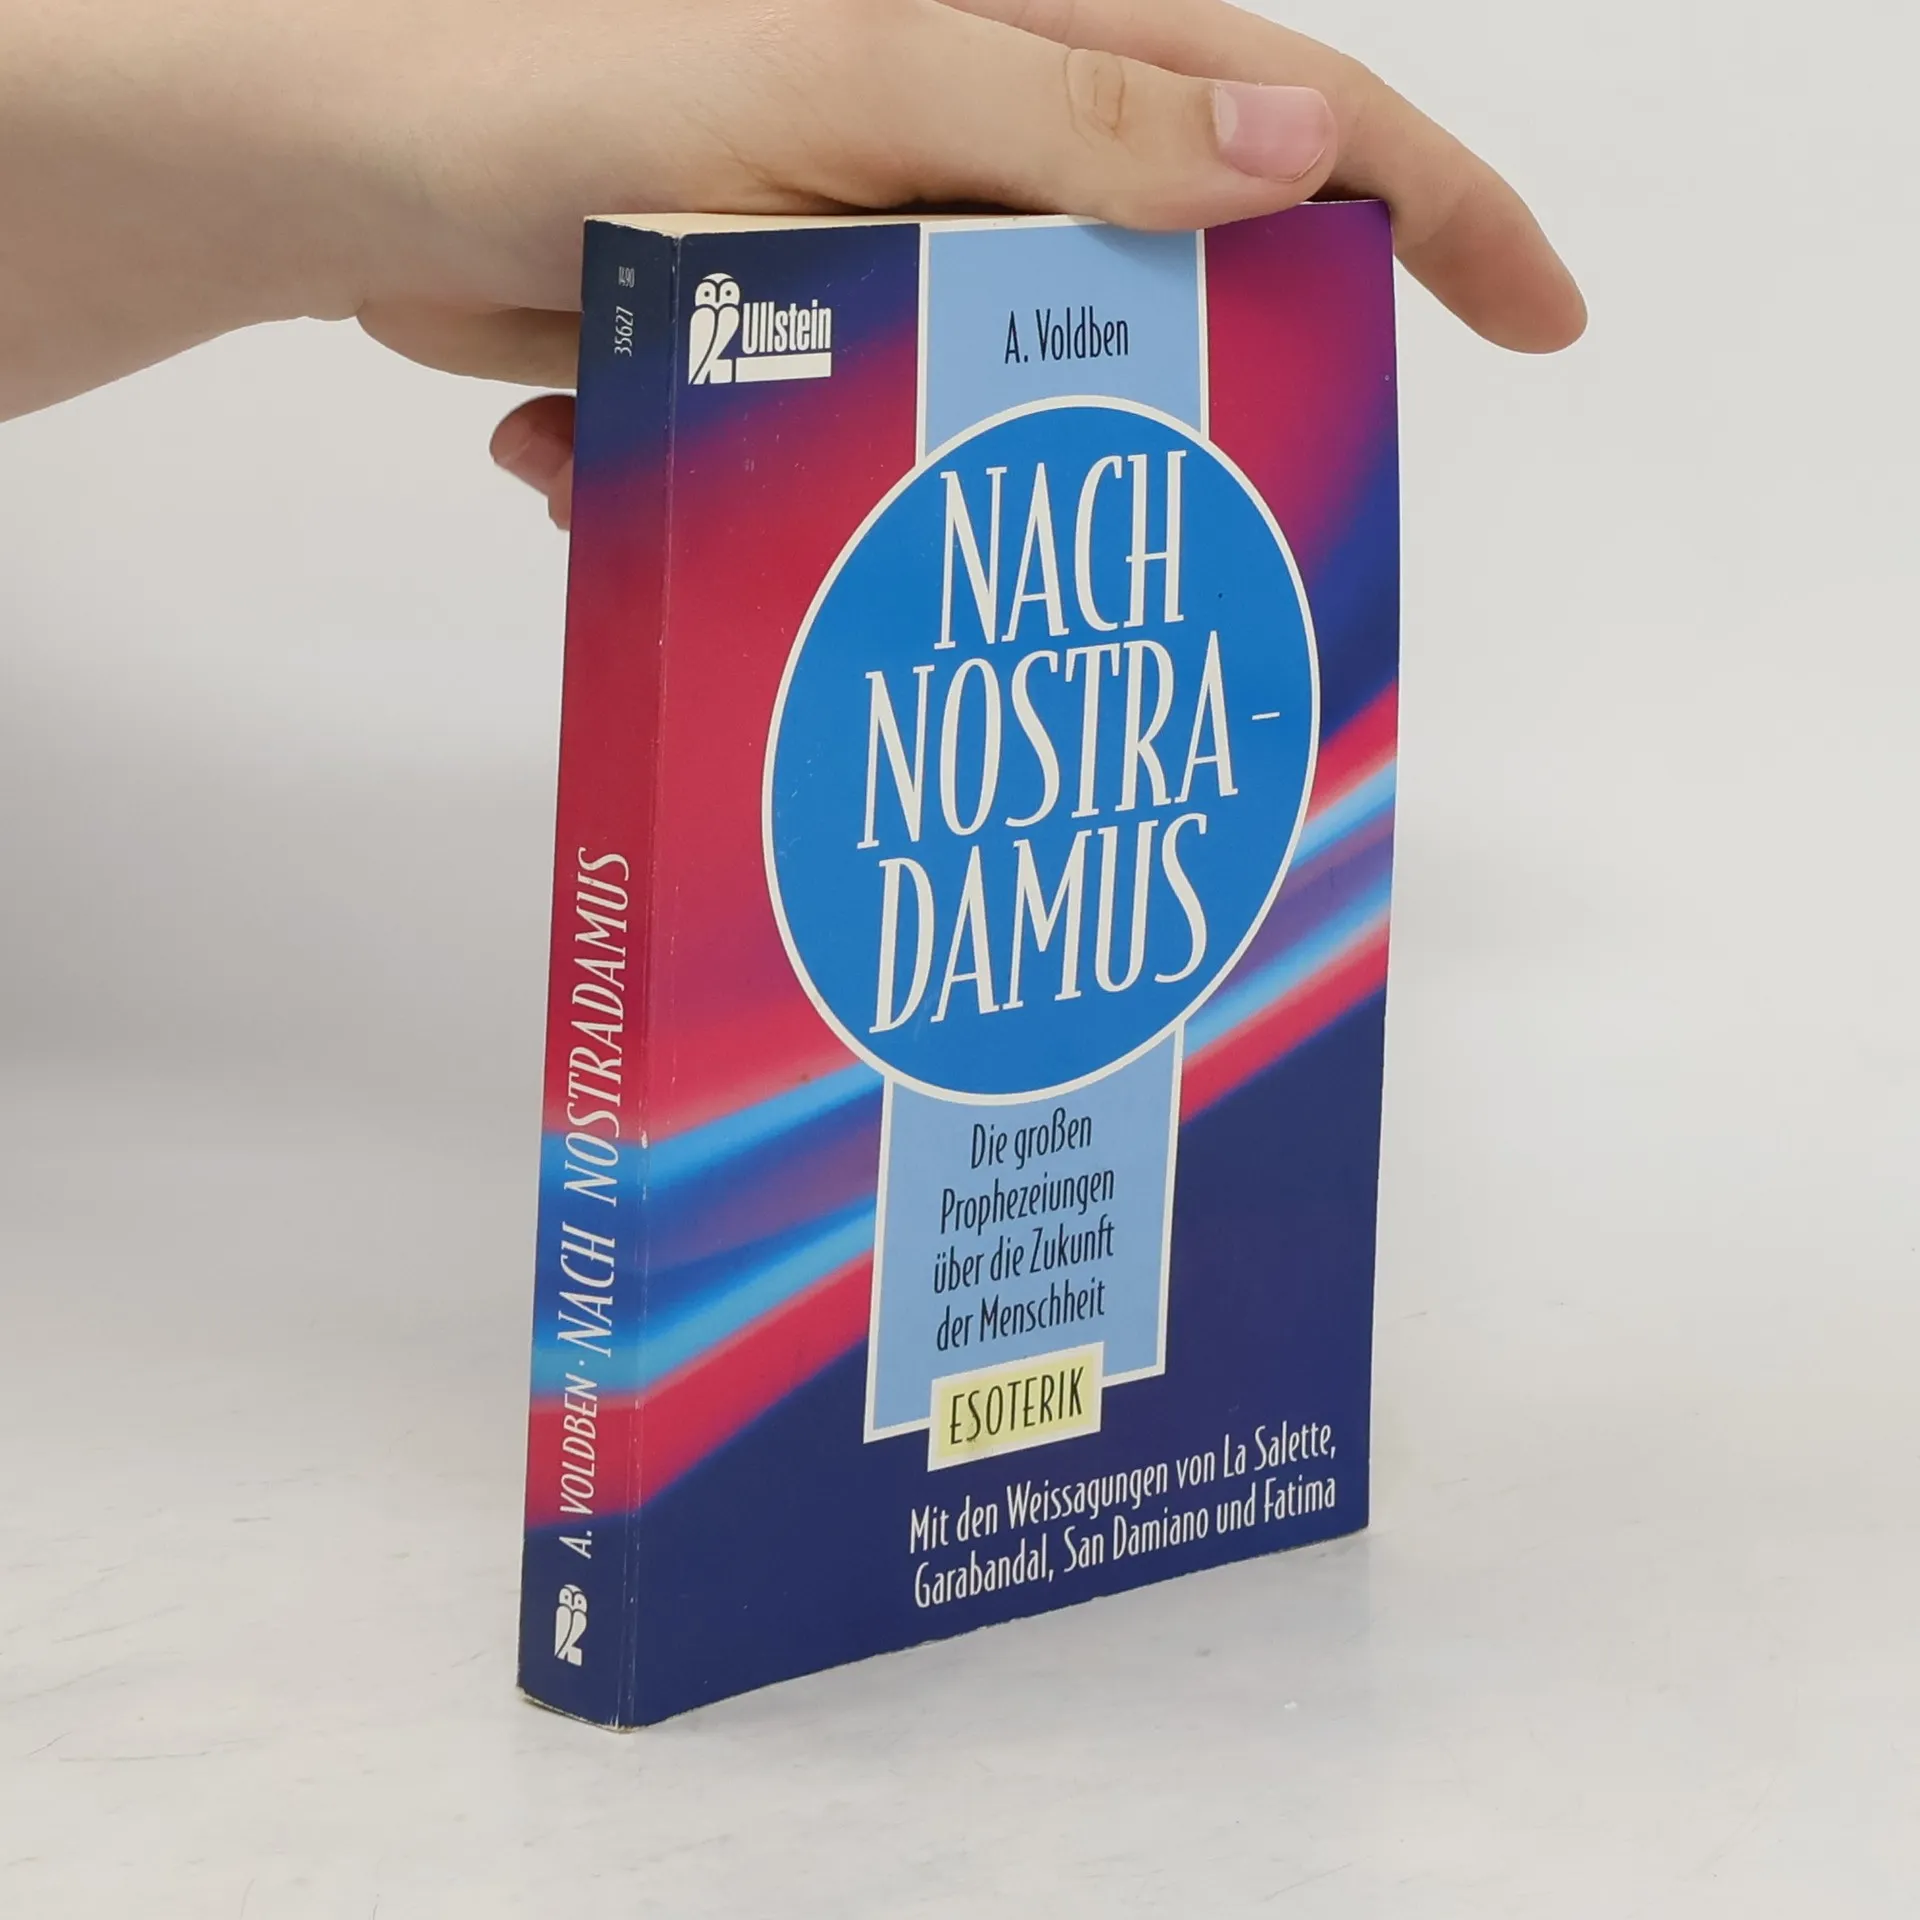 Ullstein
A. Voldben
NACH
NOSTRA-
DAMUS
Die großen
Prophezeiungen
über die Zukunft
der Menschheit
ESOTERIK
Mit den Weissagungen von La Salette,
Garabandal, San Damiano und Fatima
A. VOLDBEN · NACH NOSTRADAMUS
35627